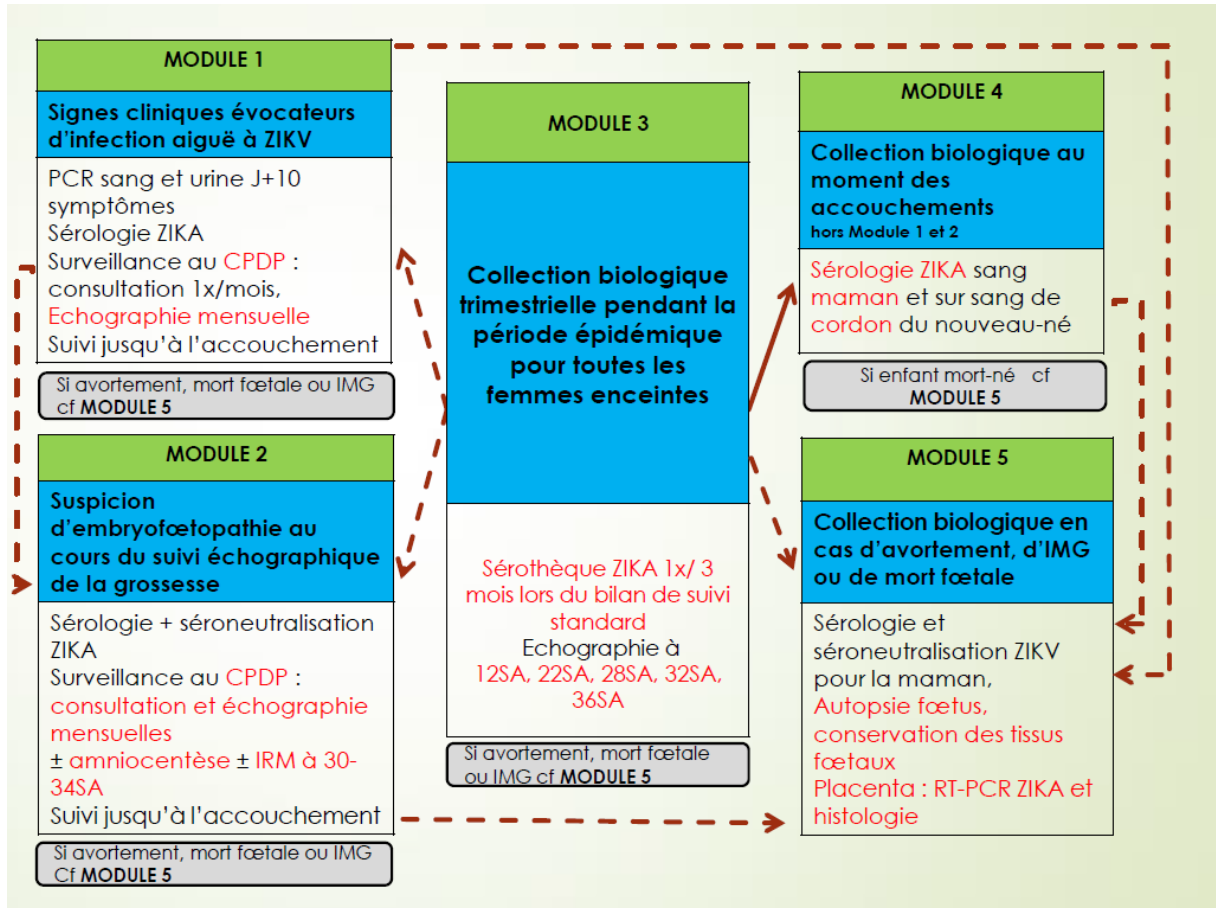 MODULE 1
Signes cliniques évocateurs
d'infection aiguë à ZIKV
PCR sang et urine J+10
symptômes
Sérologie ZIKA
Surveillance au CPDP :
consultation 1x/mois,
Echographie mensuelle
Suivi jusqu'à l'accouchement
Si avortement, mort fœtale ou IMG
cf MODULE 5
MODULE 2
Suspicion
d'embryofœtopathie au
cours du suivi échographique
de la grossesse
Sérologie + séroneutralisation
ZIKA
Surveillance au CPDP :
consultation et échographie
mensuelles
± amniocentèse ± IRM à 30-
34SA
Suivi jusqu'à l'accouchement
Si avortement, mort fœtale ou IMG
Cf MODULE 5
MODULE 3
Collection biologique
trimestrielle pendant la
période épidémique
pour toutes les
femmes enceintes
Sérothèque ZIKA 1x/ 3
mois lors du bilan de suivi
standard
Echographie à
12SA, 22SA, 28SA, 32SA,
36SA
Si avortement, mort fœtale
ou IMG cf MODULE 5
MODULE 4
Collection biologique au
moment des
accouchements
hors Module 1 et 2
Sérologie ZIKA sang
maman et sur sang de
cordon du nouveau-né
Si enfant mort-né cf
MODULE 5
MODULE 5
Collection biologique en
cas d'avortement, d'IMG
ou de mort fœtale
Sérologie et
séroneutralisation ZIKV
pour la maman,
Autopsie fœtus,
conservation des tissus
fœtaux
Placenta : RT-PCR ZIKA et
histologie